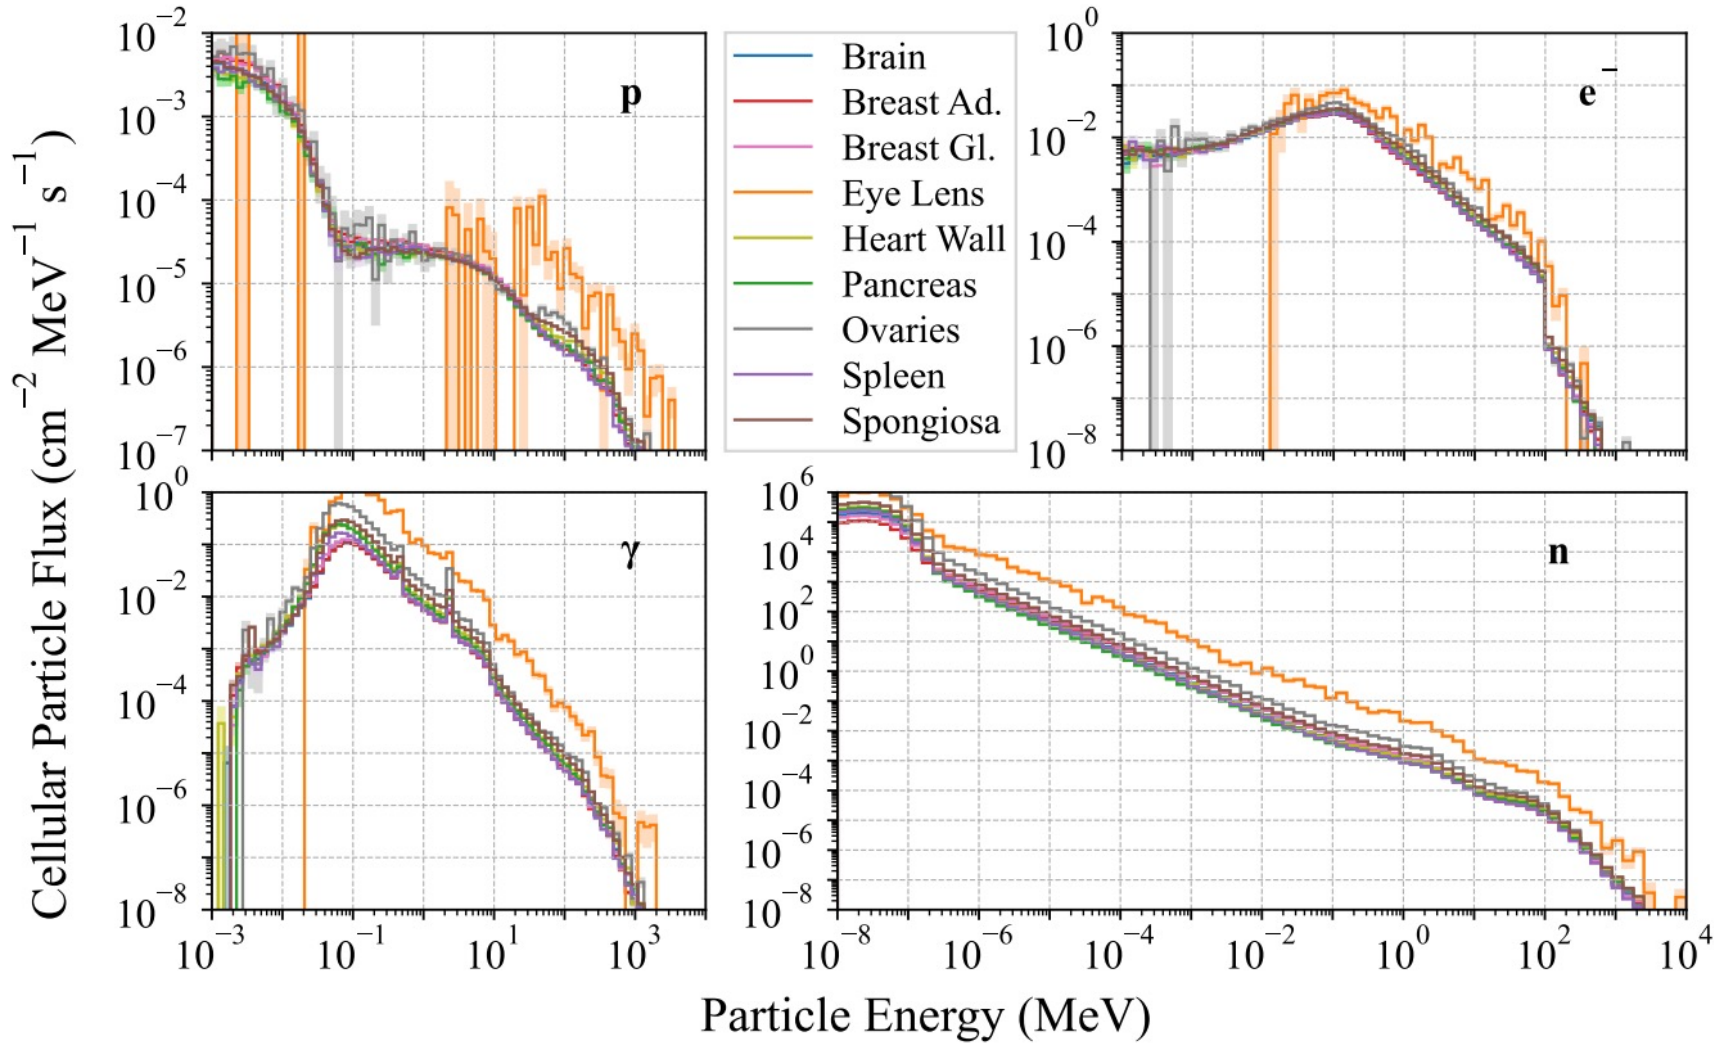 Cellular Particle Flux (cm⁻² MeV⁻¹ s⁻¹)
10⁻²
10⁻³
10⁻⁴
10⁻⁵
10⁻⁶
10⁻⁷
p
Brain
Breast Ad.
Breast Gl.
Eye Lens
Heart Wall
Pancreas
Ovaries
Spleen
Spongiosa
10⁰
10⁻²
10⁻⁴
10⁻⁶
10⁻⁸
e⁻
10⁰
10⁻²
10⁻⁴
10⁻⁶
10⁻⁸
γ
10⁻³ 10⁻¹ 10¹ 10³
10⁶
10⁴
10²
10⁰
10⁻²
10⁻⁴
10⁻⁶
10⁻⁸
n
10⁻⁸ 10⁻⁶ 10⁻⁴ 10⁻² 10⁰ 10² 10⁴
Particle Energy (MeV)